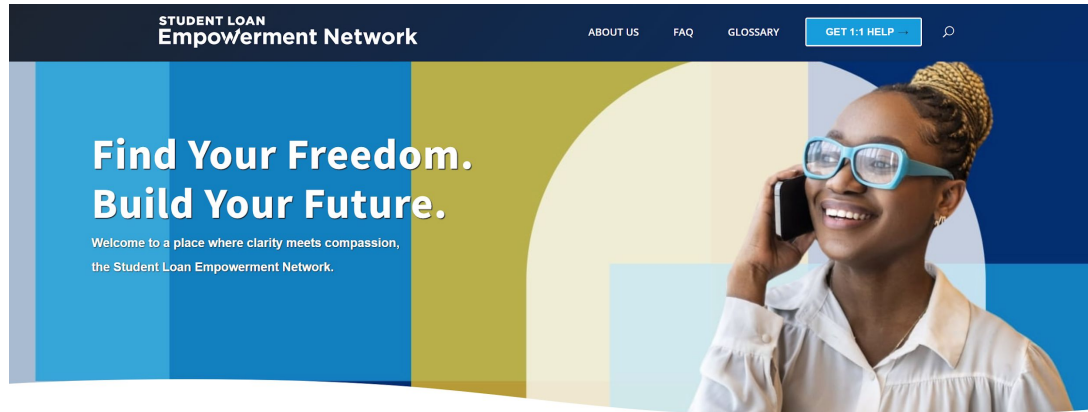 STUDENT LOAN
Empowerment Network
ABOUT US
FAQ
GLOSSARY
GET 1:1 HELP →
Find Your Freedom.
Build Your Future.
Welcome to a place where clarity meets compassion,
the Student Loan Empowerment Network.